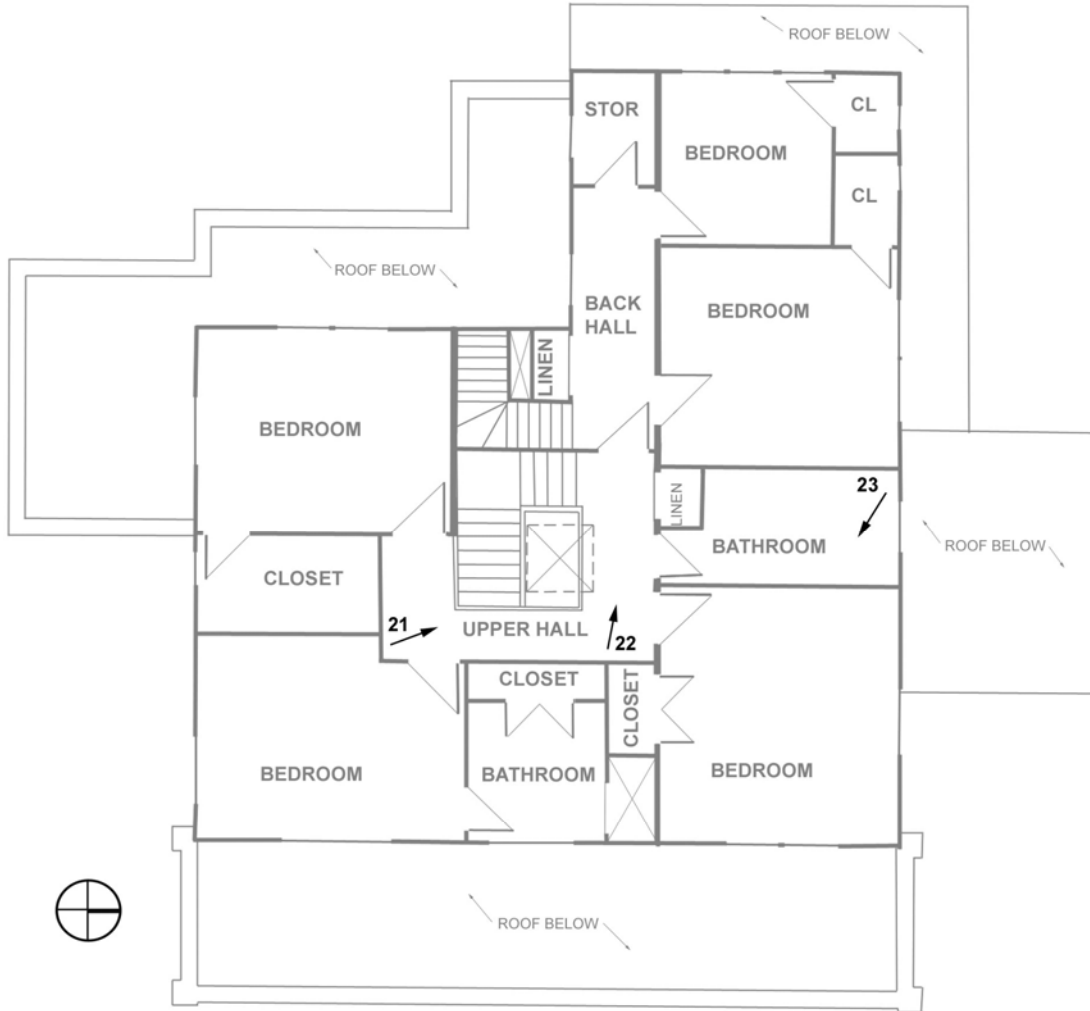 ROOF BELOW
STOR
CL
BEDROOM
CL
ROOF BELOW
BACK
HALL
BEDROOM
LINEN
BEDROOM
LINEN
23
BATHROOM
ROOF BELOW
CLOSET
21
UPPER HALL
22
CLOSET
CLOSET
BEDROOM
BATHROOM
BEDROOM
ROOF BELOW